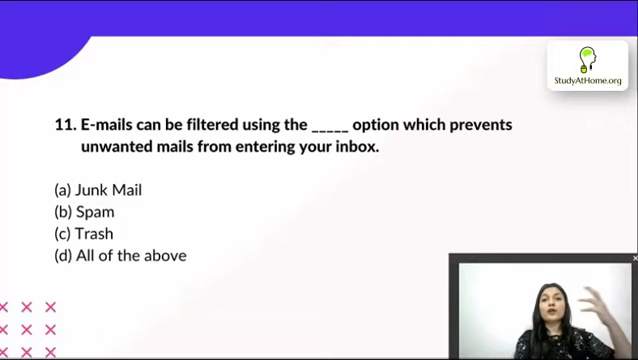 StudyAtHome.org
11. E-mails can be filtered using the _____ option which prevents
unwanted mails from entering your inbox.
(a) Junk Mail
(b) Spam
(c) Trash
(d) All of the above